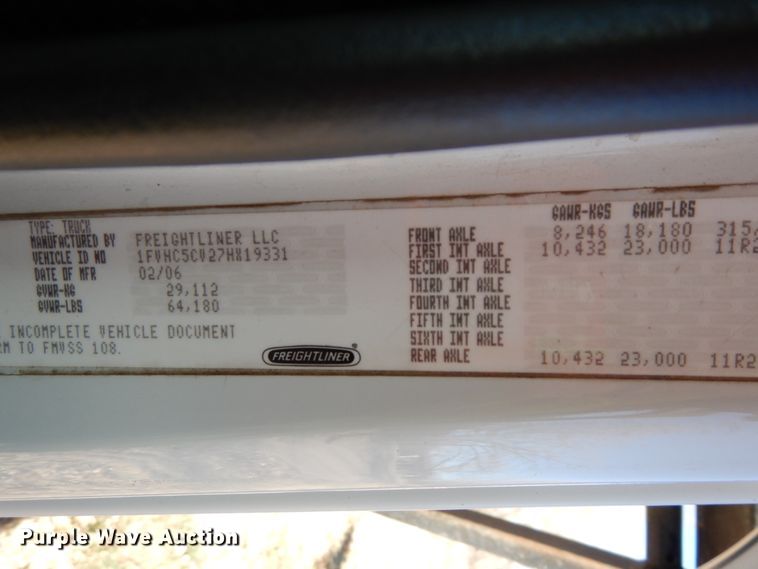 TYPE: TRUCK
MANUFACTURED BY FREIGHTLINER LLC
VEHICLE ID NO 1FVHC5CV27HX19331
DATE OF MFR 02/06
GVWR-KG 29,112
GVWR-LBS 64,180
INCOMPLETE VEHICLE DOCUMENT
TO FMVSS 108.
FREIGHTLINER
GAWR-KGS GAWR-LBS
FRONT AXLE 8,246 18,180 315
FIRST INT AXLE 10,432 23,000 11R2
SECOND INT AXLE
THIRD INT AXLE
FOURTH INT AXLE
FIFTH INT AXLE
SIXTH INT AXLE
REAR AXLE 10,432 23,000 11R2
Purple Wave Auction